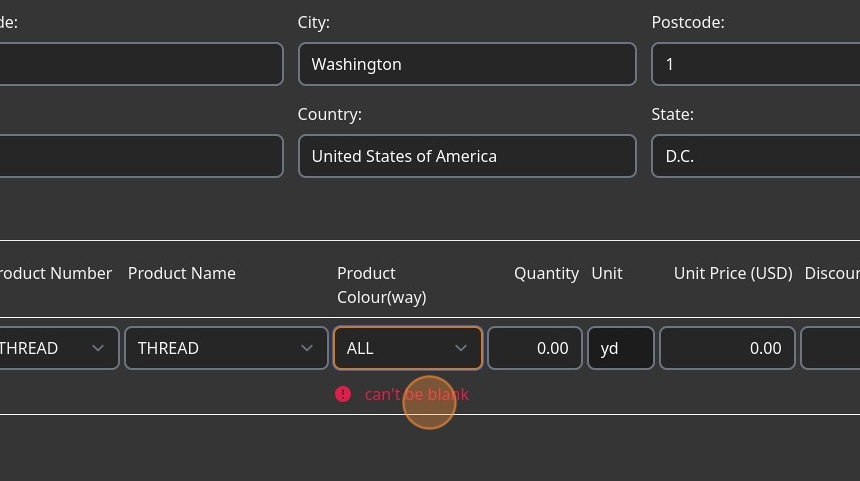 de:
City:
Postcode:
Washington
1
Country:
State:
United States of America
D.C.
roduct Number
Product Name
Product
Colour(way)
Quantity
Unit
Unit Price (USD)
Discoun
THREAD
THREAD
ALL
0.00
yd
0.00
can't be blank